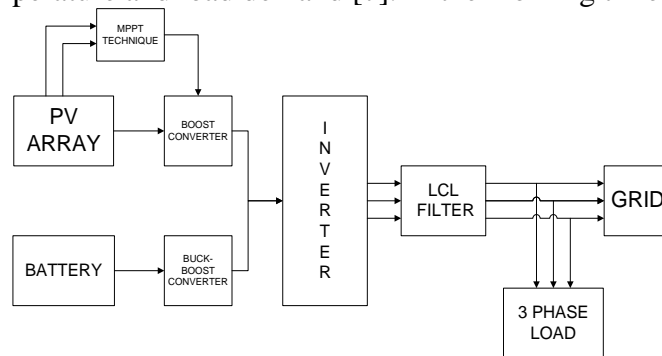 MPPT
TECHNIQUE
PV
ARRAY
BOOST
CONVERTER
I
N
V
E
R
T
E
R
LCL
FILTER
GRID
BATTERY
BUCK-
BOOST
CONVERTER
3 PHASE
LOAD